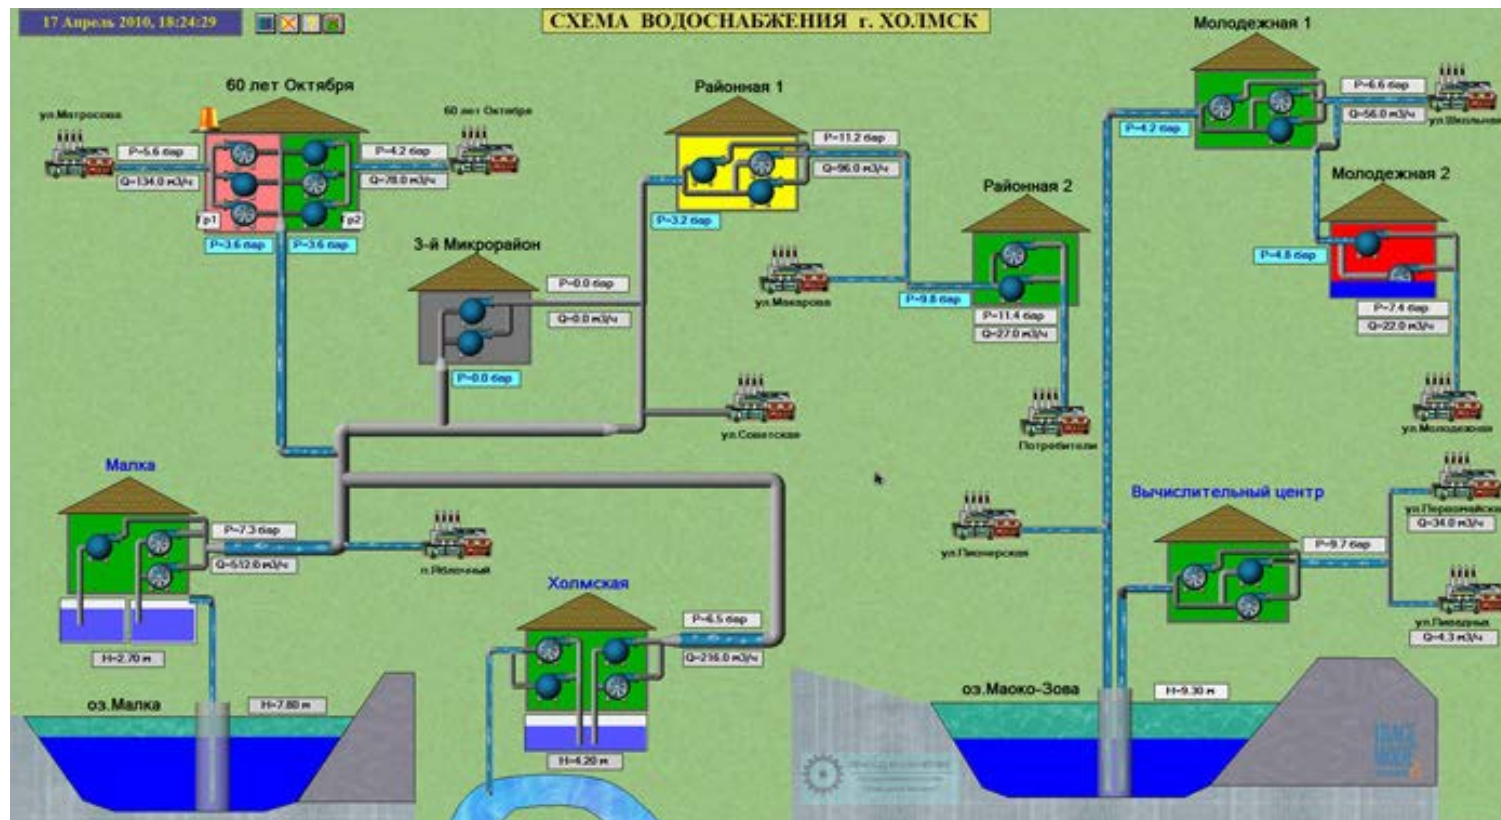 17 Апрель 2010, 18:24:29
СХЕМА ВОДОСНАБЖЕНИЯ г. ХОЛМСК
Молодежная 1
60 лет Октября
Районная 1
ул.Матросова
60 лет Октября
P=6.6 бар
Q=56.0 м3/ч
ул.Школьная
P=4.2 бар
P=5.6 бар
Q=134.0 м3/ч
P=4.2 бар
Q=78.0 м3/ч
P=11.2 бар
Q=96.0 м3/ч
Районная 2
Молодежная 2
Гр1
Гр2
P=3.6 бар
P=3.6 бар
P=3.2 бар
3-й Микрорайон
P=4.8 бар
P=0.0 бар
Q=0.0 м3/ч
ул.Макарова
P=9.8 бар
P=11.4 бар
Q=27.0 м3/ч
P=7.4 бар
Q=22.0 м3/ч
P=0.0 бар
ул.Советская
Потребители
ул.Молодежная
Малка
Вычислительный центр
P=7.3 бар
Q=512.0 м3/ч
п.Яблочный
ул.Пионерская
ул.Первомайская
Q=34.0 м3/ч
P=9.7 бар
Холмская
P=6.5 бар
Q=216.0 м3/ч
Q=4.3 м3/ч
H=2.70 м
оз.Малка
H=7.80 м
оз.Маоко-Зова
H=9.30 м
H=4.20 м
TRACE MODE 6